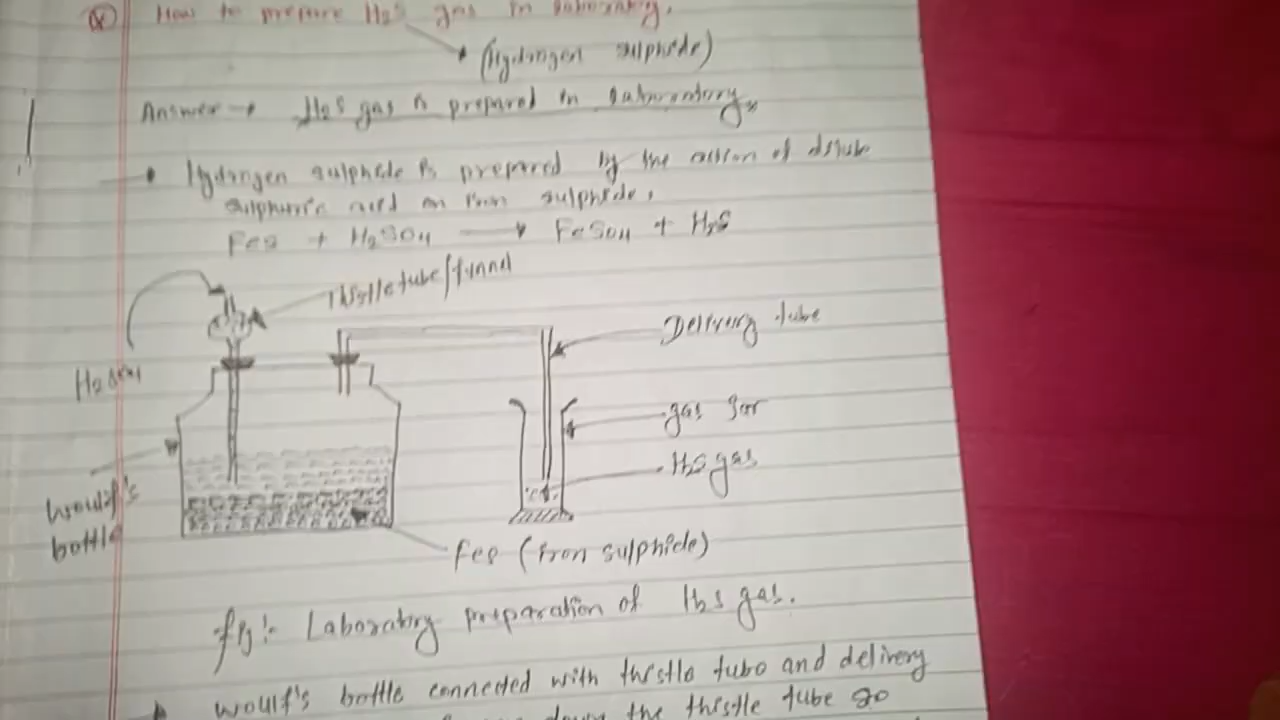 How to prepare H2S gas in laboratory.
(Hydrogen sulphide)
Answer → H2S gas is prepared in laboratory
Hydrogen sulphide is prepared by the action of dilute
sulphuric acid on iron sulphide.
FeS + H2SO4 → FeSO4 + H2S
Thistle tube/funnel
Delivery tube
H2SO4
gas jar
H2S gas
woulf's
bottle
FeS (iron sulphide)
fig:- Laboratory preparation of H2S gas.
woulf's bottle connected with thistle tube and delivery
down the thistle tube so